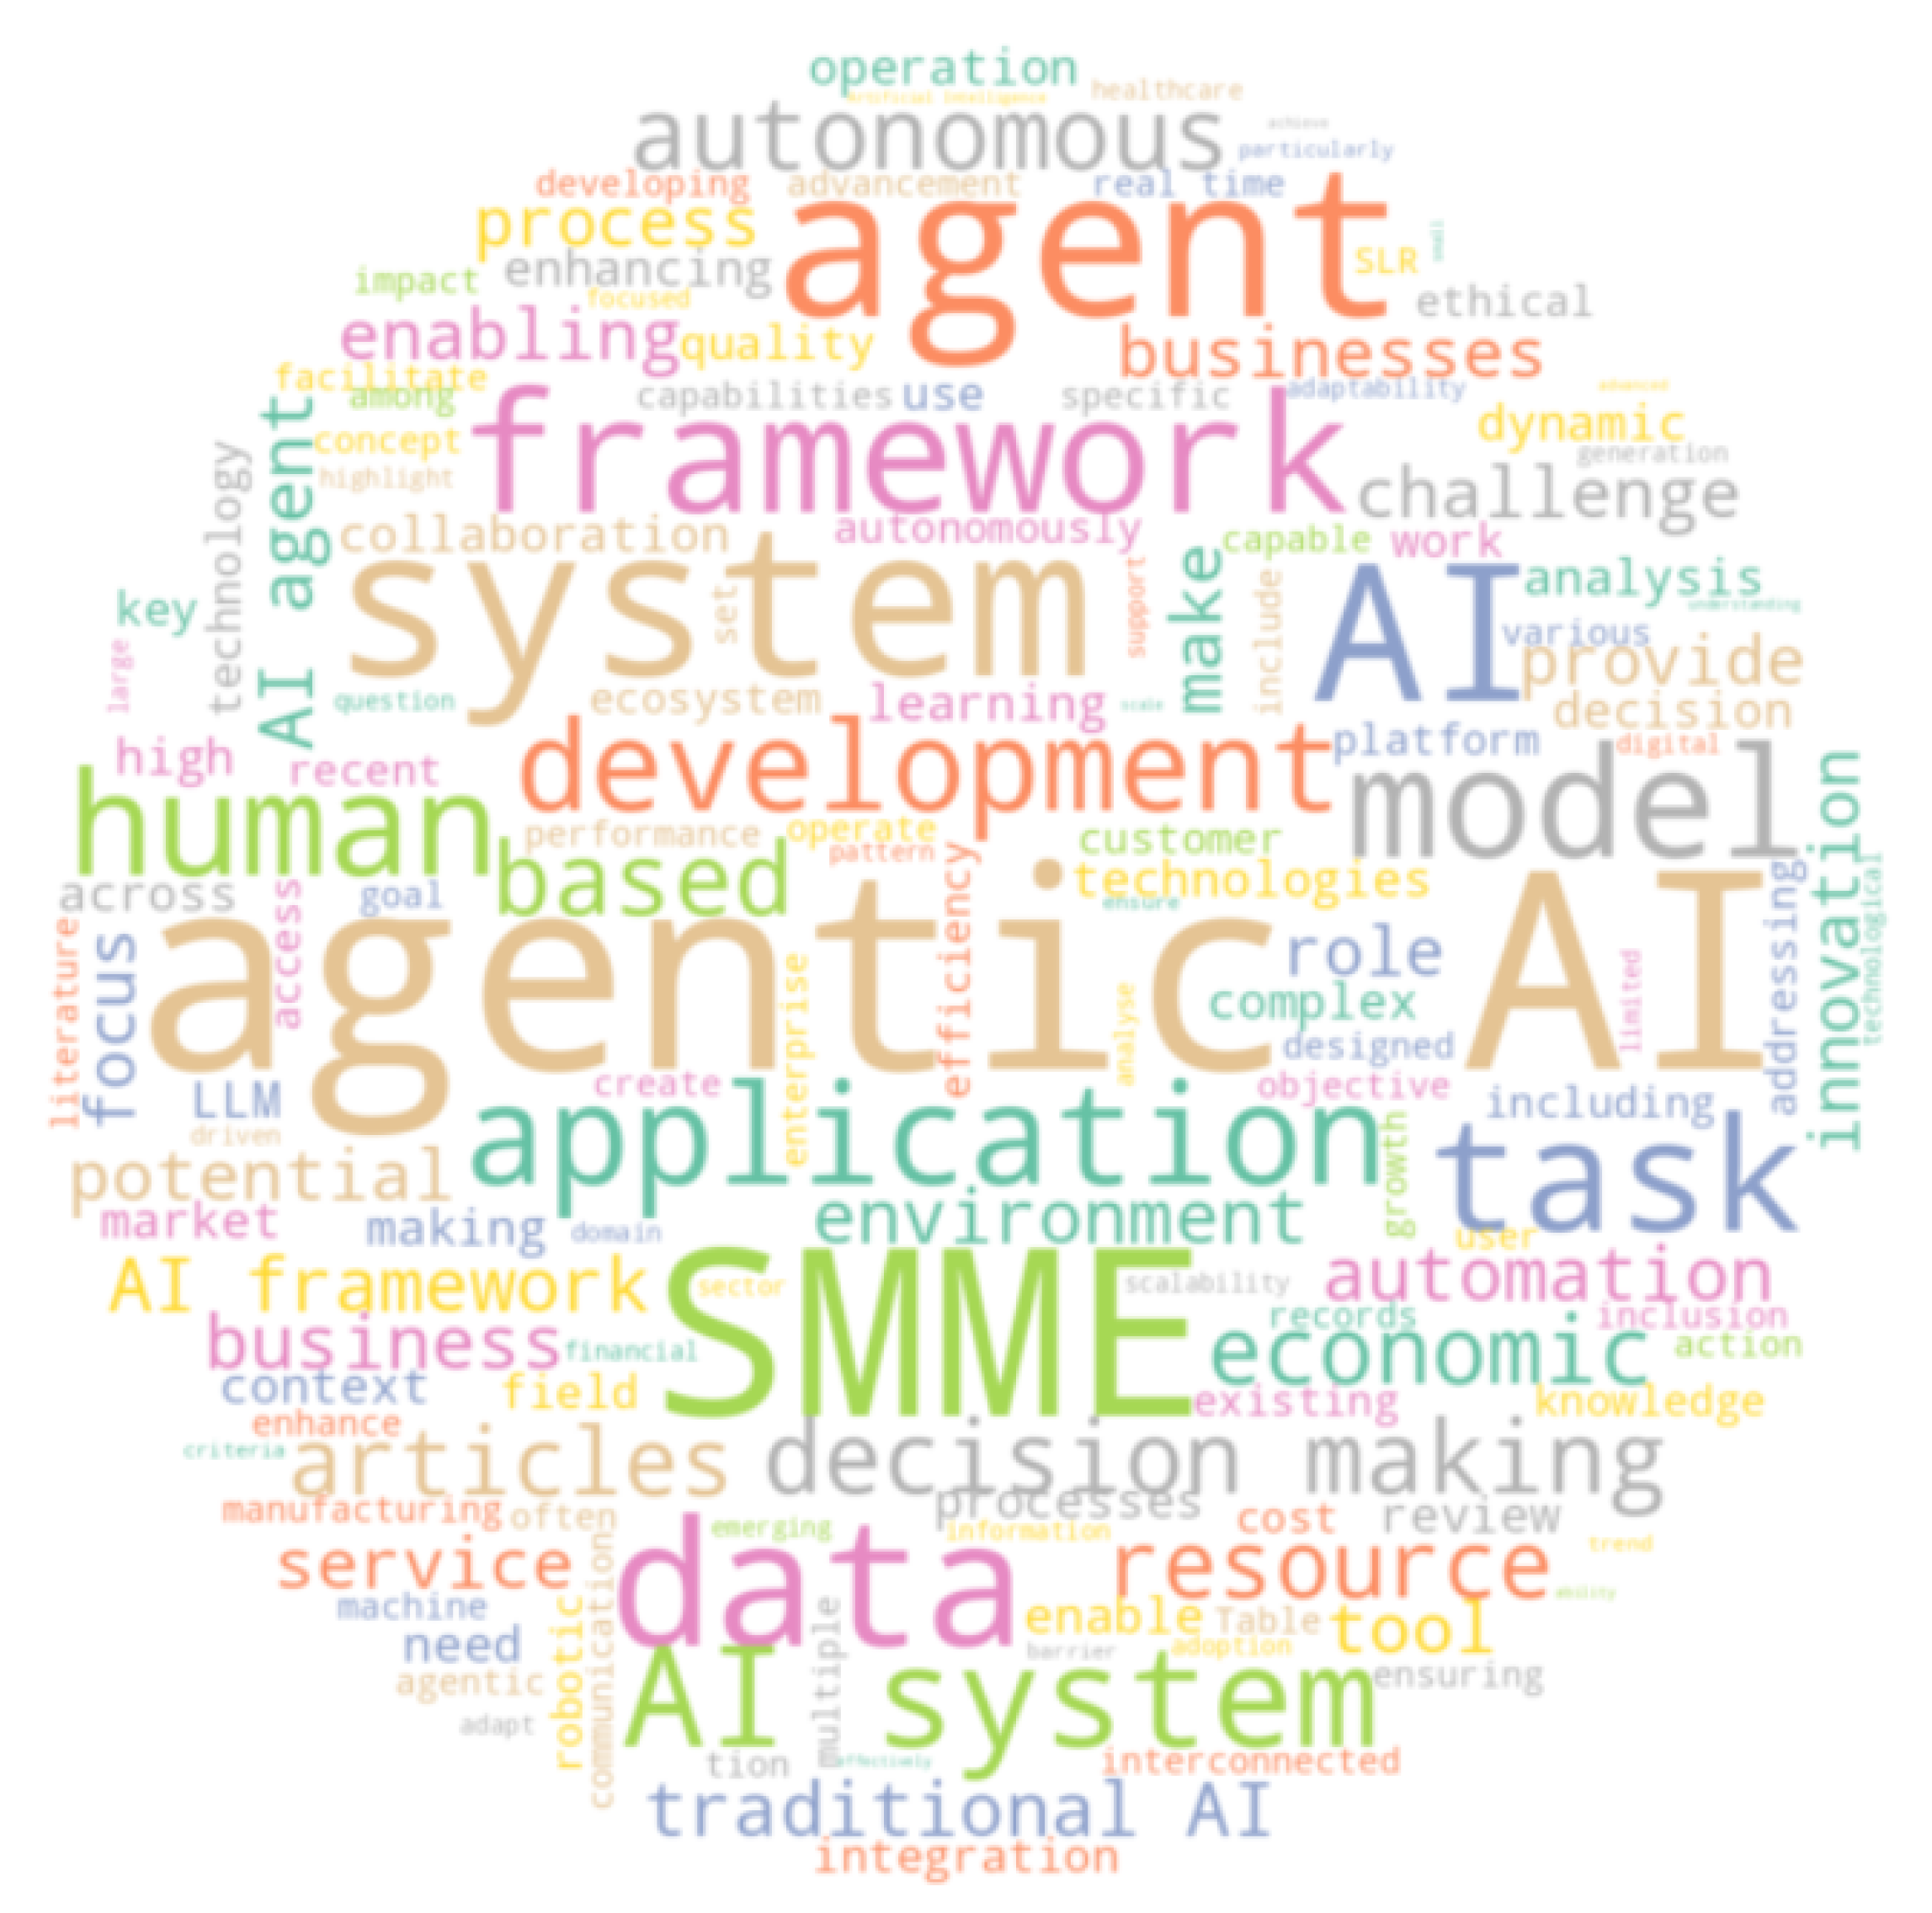 operation
Artificial Intelligence
healthcare
autonomous
achieve
particularly
developing
advancement
real time
agent
process
enhancing
SLR
small
impact
focused
ethical
enabling
quality
businesses
facilitate
among
capabilities
use
specific
adaptability
advanced
AI agent
framework
dynamic
concept
highlight
technology
generation
challenge
collaboration
autonomously
capable
work
system
set
support
make
include
AI
analysis
understanding
key
various
provide
large
question
ecosystem
learning
scale
decision
high
recent
development
platform
digital
model
innovation
human
performance
operate
pattern
customer
based
efficiency
technologies
technological
across
access
goal
ensure
addressing
literature
focus
agentic AI
role
limited
enterprise
analyse
complex
designed
LLM
create
objective
including
driven
application
growth
task
potential
market
making
domain
environment
user
AI framework
SMME
sector
scalability
automation
business
financial
records
inclusion
economic
action
context
field
existing
knowledge
enhance
criteria
articles
decision making
manufacturing
often
processes
emerging
information
cost
review
trend
service
data
resource
ability
machine
robotic
communication
multiple
enable
Table
tool
need
barrier
adoption
agentic
AI system
ensuring
adapt
tion
effectively
interconnected
traditional AI
integration